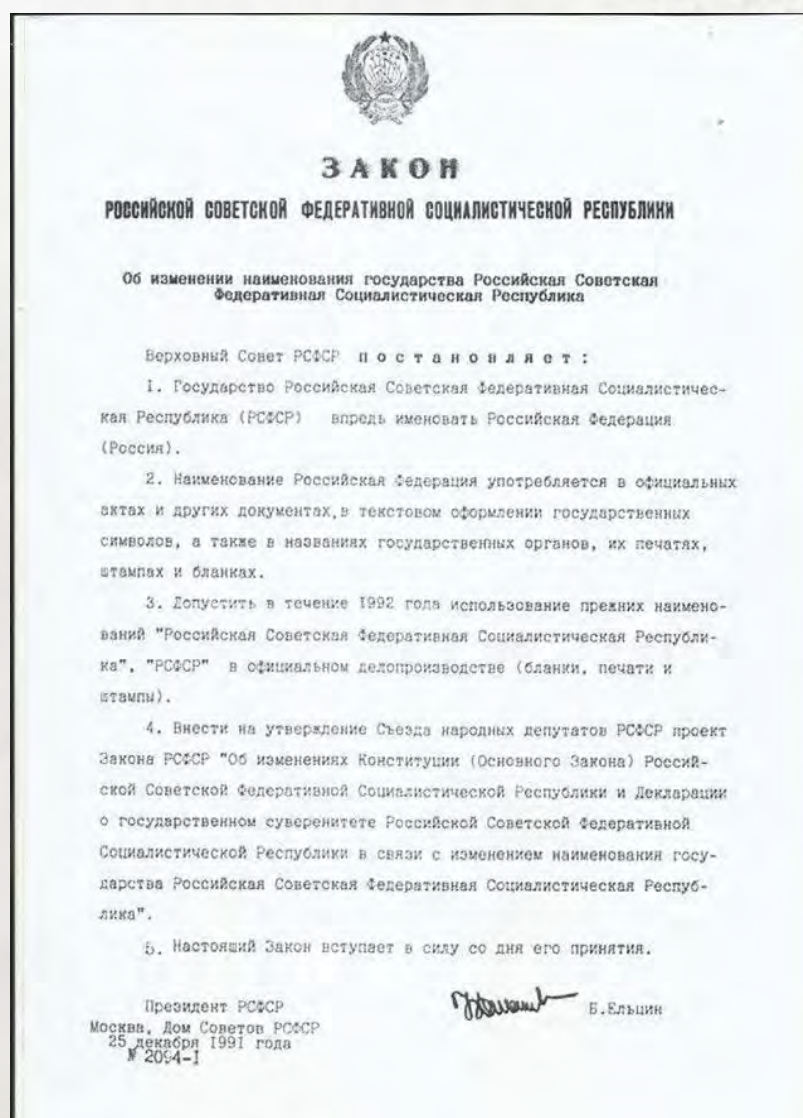 ЗАКОН
РОССИЙСКОЙ СОВЕТСКОЙ ФЕДЕРАТИВНОЙ СОЦИАЛИСТИЧЕСКОЙ РЕСПУБЛИКИ
Об изменении наименования государства Российская Советская
Федеративная Социалистическая Республика
Верховный Совет РСФСР постановляет:
1. Государство Российская Советская Федеративная Социалистичес-
кая Республика (РСФСР) впредь именовать Российская Федерация
(Россия).
2. Наименование Российская Федерация употребляется в официальных
актах и других документах, в текстовом оформлении государственных
символов, а также в названиях государственных органов, их печатях,
штампах и бланках.
3. Допустить в течение 1992 года использование прежних наимено-
ваний "Российская Советская Федеративная Социалистическая Республи-
ка", "РСФСР" в официальном делопроизводстве (бланки, печати и
штампы).
4. Внести на утверждение Съезда народных депутатов РСФСР проект
Закона РСФСР "Об изменениях Конституции (Основного Закона) Россий-
ской Советской Федеративной Социалистической Республики и Декларации
о государственном суверенитете Российской Советской Федеративной
Социалистической Республики в связи с изменением наименования госу-
дарства Российская Советская Федеративная Социалистическая Респуб-
лика".
5. Настоящий Закон вступает в силу со дня его принятия.
Президент РСФСР Б.Ельцин
Москва, Дом Советов РСФСР
25 декабря 1991 года
№ 2094-I